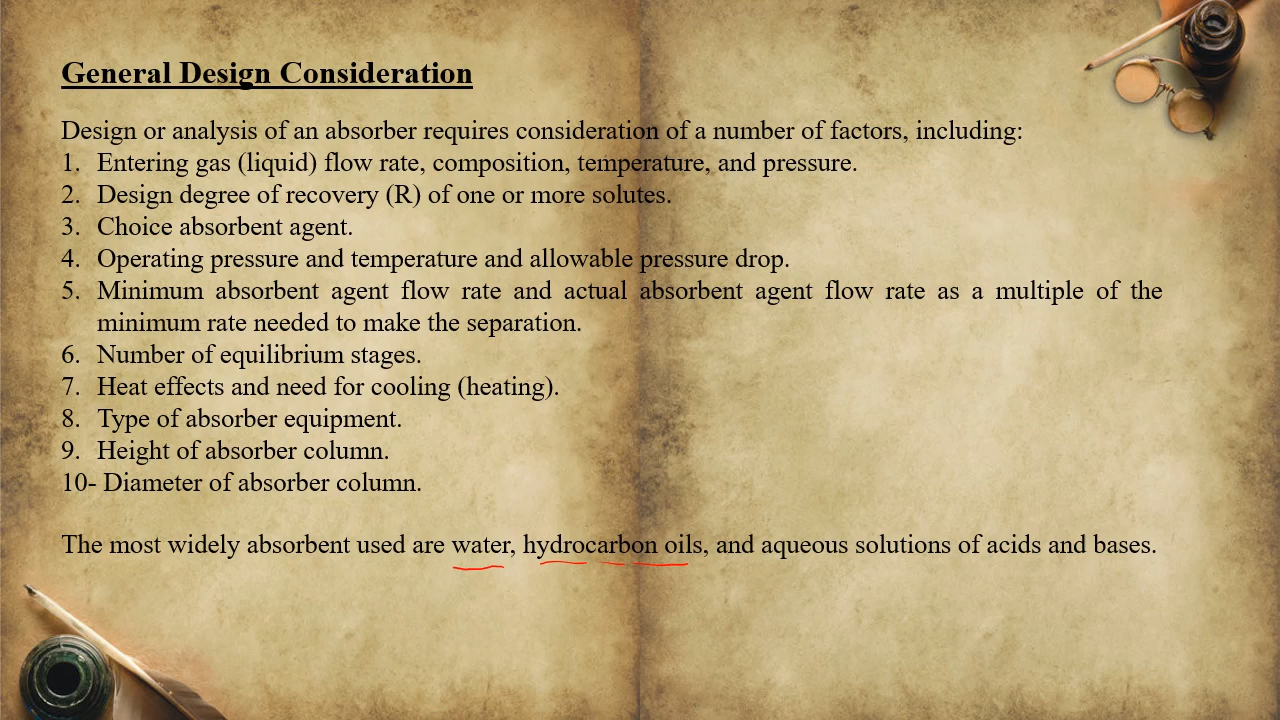 General Design Consideration
Design or analysis of an absorber requires consideration of a number of factors, including:
1. Entering gas (liquid) flow rate, composition, temperature, and pressure.
2. Design degree of recovery (R) of one or more solutes.
3. Choice absorbent agent.
4. Operating pressure and temperature and allowable pressure drop.
5. Minimum absorbent agent flow rate and actual absorbent agent flow rate as a multiple of the
minimum rate needed to make the separation.
6. Number of equilibrium stages.
7. Heat effects and need for cooling (heating).
8. Type of absorber equipment.
9. Height of absorber column.
10- Diameter of absorber column.
The most widely absorbent used are water, hydrocarbon oils, and aqueous solutions of acids and bases.